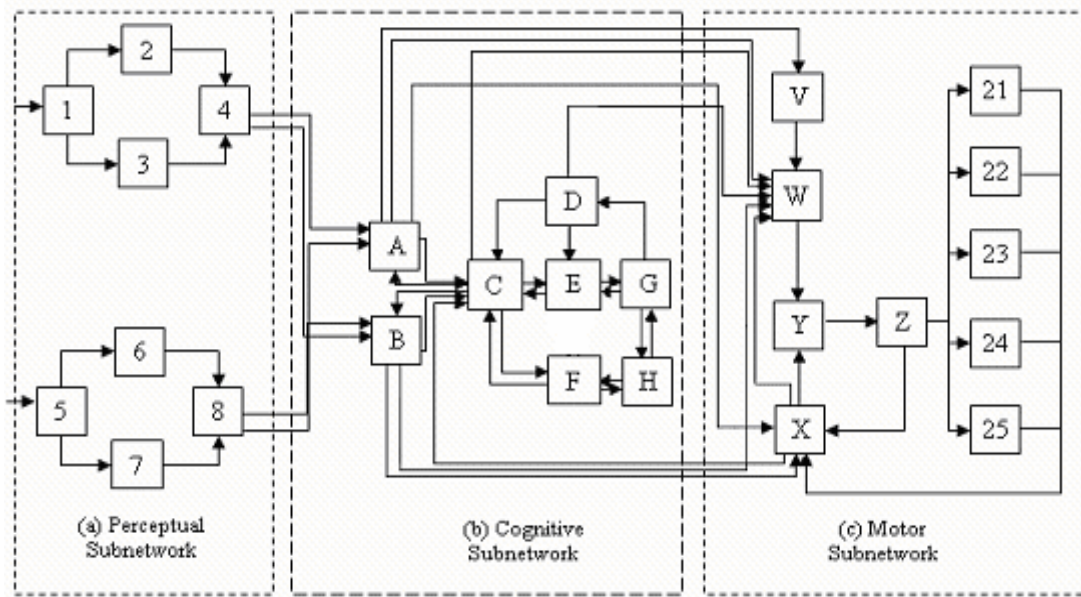 1
2
3
4
5
6
7
8
(a) Perceptual
Subnetwork
A
B
C
D
E
F
G
H
(b) Cognitive
Subnetwork
V
W
X
Y
Z
21
22
23
24
25
(c) Motor
Subnetwork